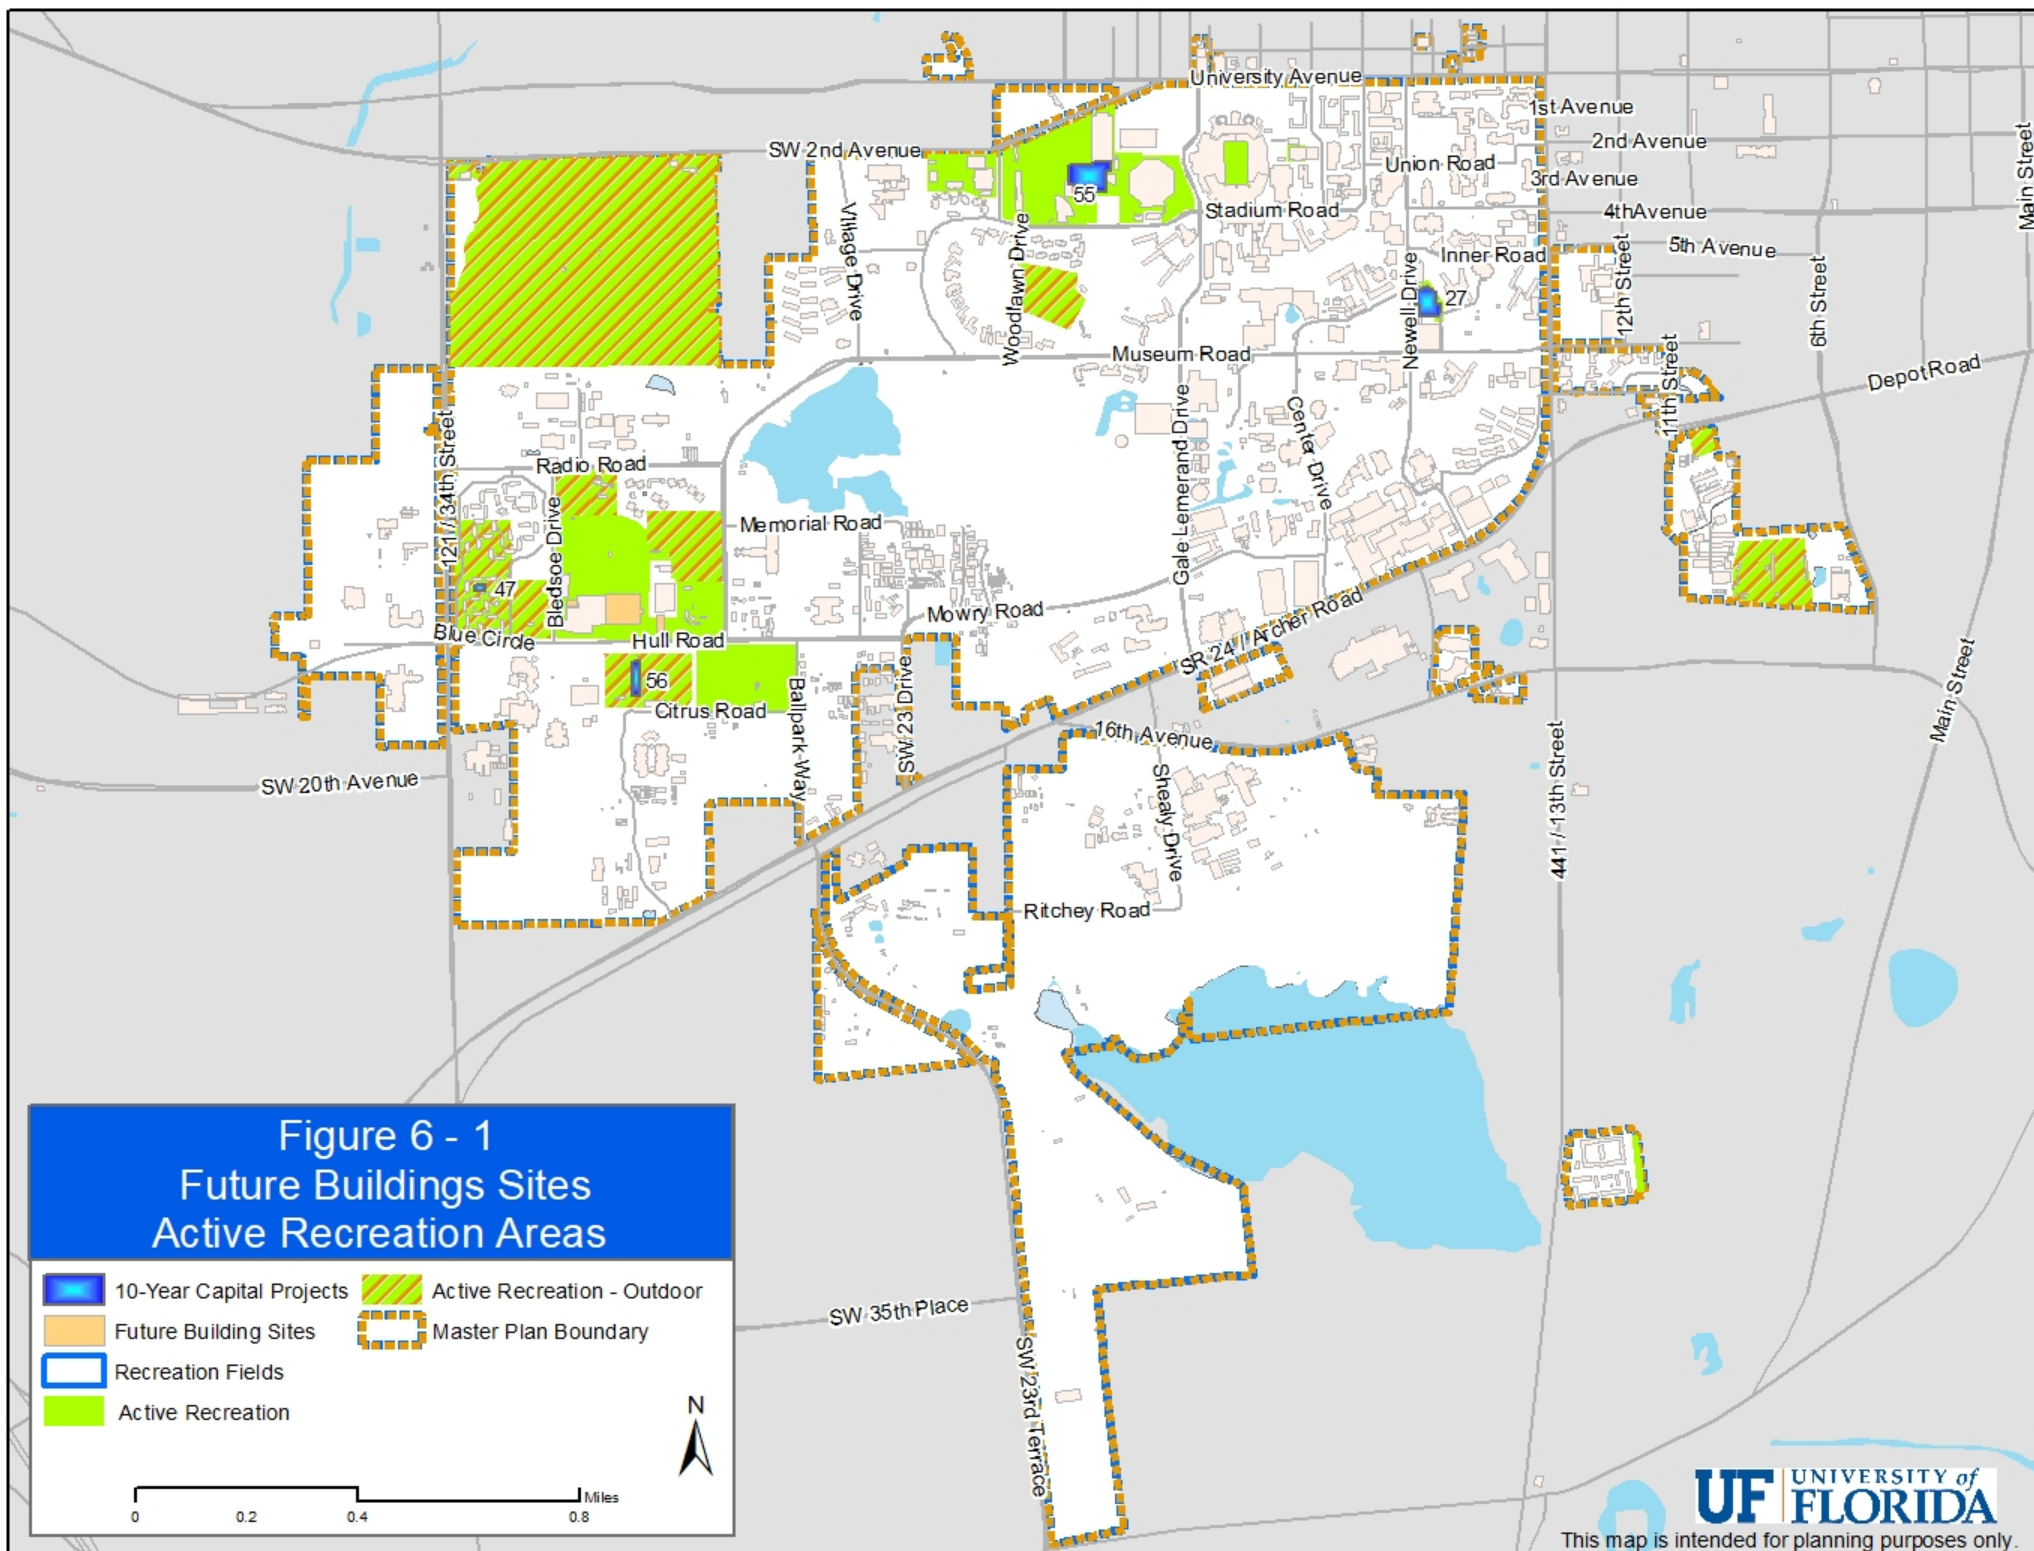 University Avenue
1st Avenue
SW 2nd Avenue
2nd Avenue
Main Street
Union Road
3rd Avenue
55
Stadium Road
4thAvenue
Village Drive
Woodlawn Drive
Inner Road
5th Avenue
12th Street
Newell Drive
27
6th Street
Museum Road
11th Street
Depot Road
Gale Lemerand Drive
Center Drive
121 / 34th Street
Radio Road
Memorial Road
Bledsoe Drive
47
Mowry Road
Blue Circle
Hull Road
SR 24 / Archer Road
56
Citrus Road
Ballpark Way
SW 23 Drive
Main Street
16th Avenue
SW 20th Avenue
Shealy Drive
441 / 13th Street
Ritchey Road
SW 35th Place
SW 23rd Terrace
Figure 6 - 1
Future Buildings Sites
Active Recreation Areas
10-Year Capital Projects
Active Recreation - Outdoor
Future Building Sites
Master Plan Boundary
Recreation Fields
Active Recreation
N
Miles
0 0.2 0.4 0.8
UF UNIVERSITY of
FLORIDA
This map is intended for planning purposes only.